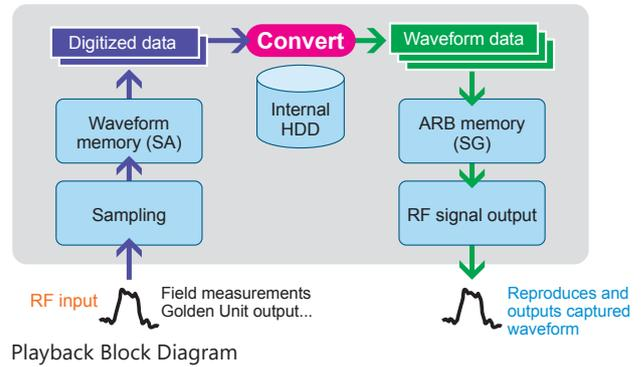 Digitized data
Convert
Waveform data
Internal
HDD
Waveform
memory (SA)
ARB memory
(SG)
Sampling
RF signal output
RF input
Field measurements
Golden Unit output...
Reproduces and
outputs captured
waveform
Playback Block Diagram